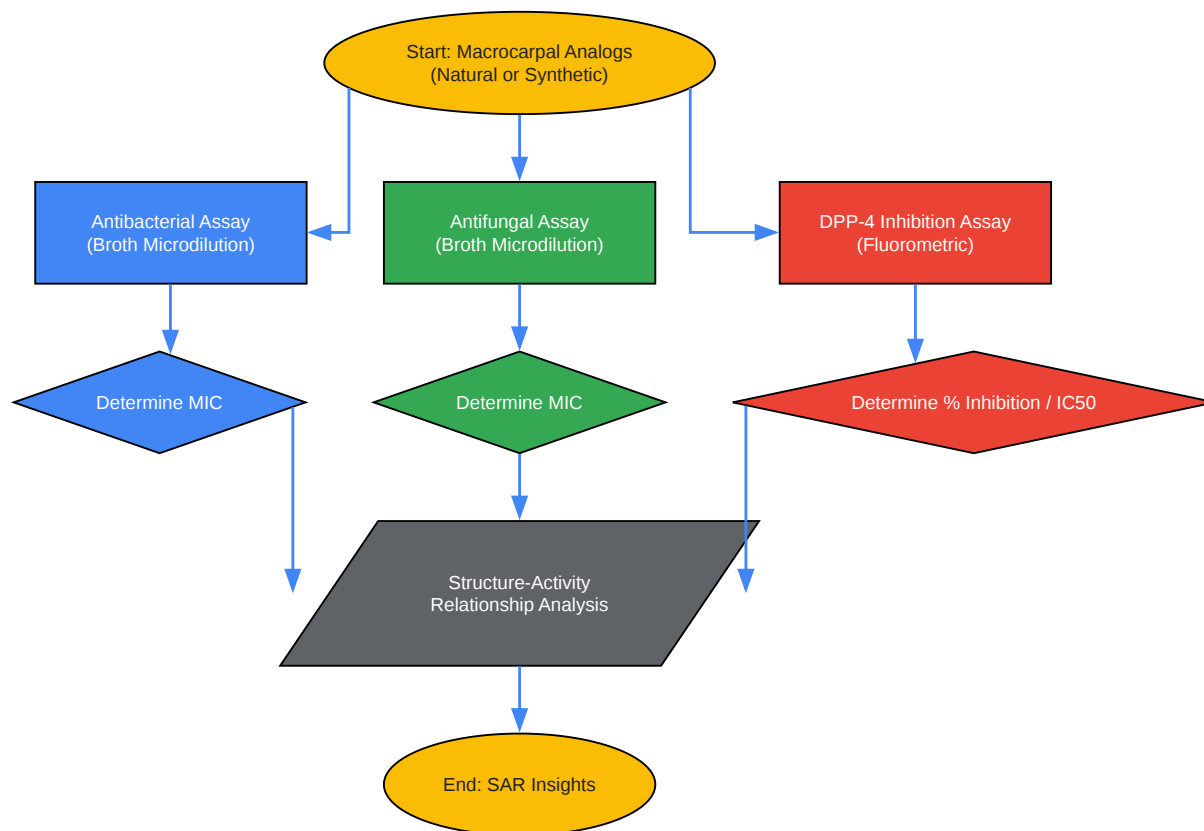 Start: Macrocarpal Analogs
(Natural or Synthetic)
Antibacterial Assay
(Broth Microdilution)
Antifungal Assay
(Broth Microdilution)
DPP-4 Inhibition Assay
(Fluorometric)
Determine MIC
Determine MIC
Determine % Inhibition / IC50
Structure-Activity
Relationship Analysis
End: SAR Insights